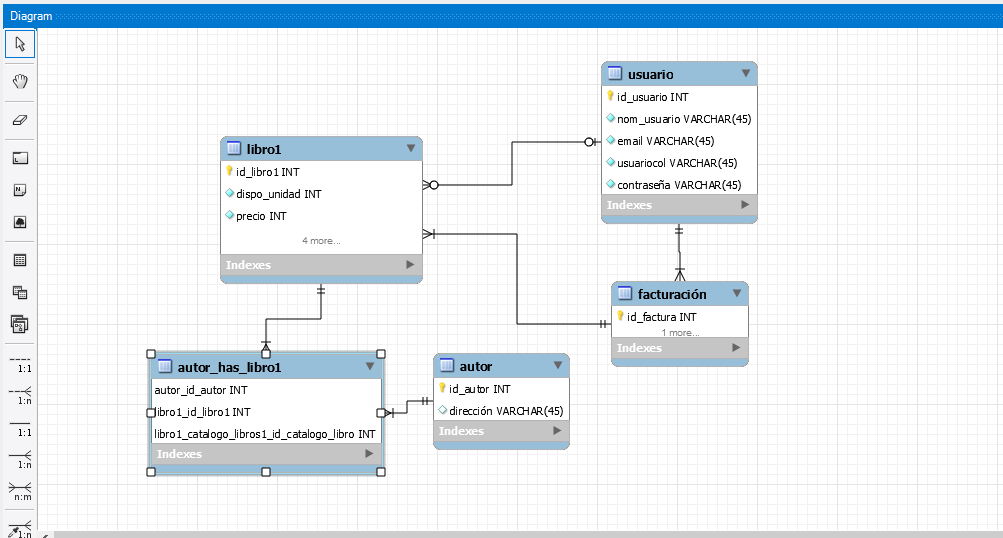 Diagram
usuario
id_usuario INT
nom_usuario VARCHAR(45)
email VARCHAR(45)
usuariocol VARCHAR(45)
contraseña VARCHAR(45)
Indexes
libro1
id_libro1 INT
dispo_unidad INT
precio INT
4 more...
Indexes
facturación
id_factura INT
1 more...
Indexes
autor_has_libro1
autor_id_autor INT
libro1_id_libro1 INT
libro1_catalogo_libros1_id_catalogo_libro INT
Indexes
autor
id_autor INT
dirección VARCHAR(45)
Indexes
1:1
1:n
1:1
1:n
n:m
1:n